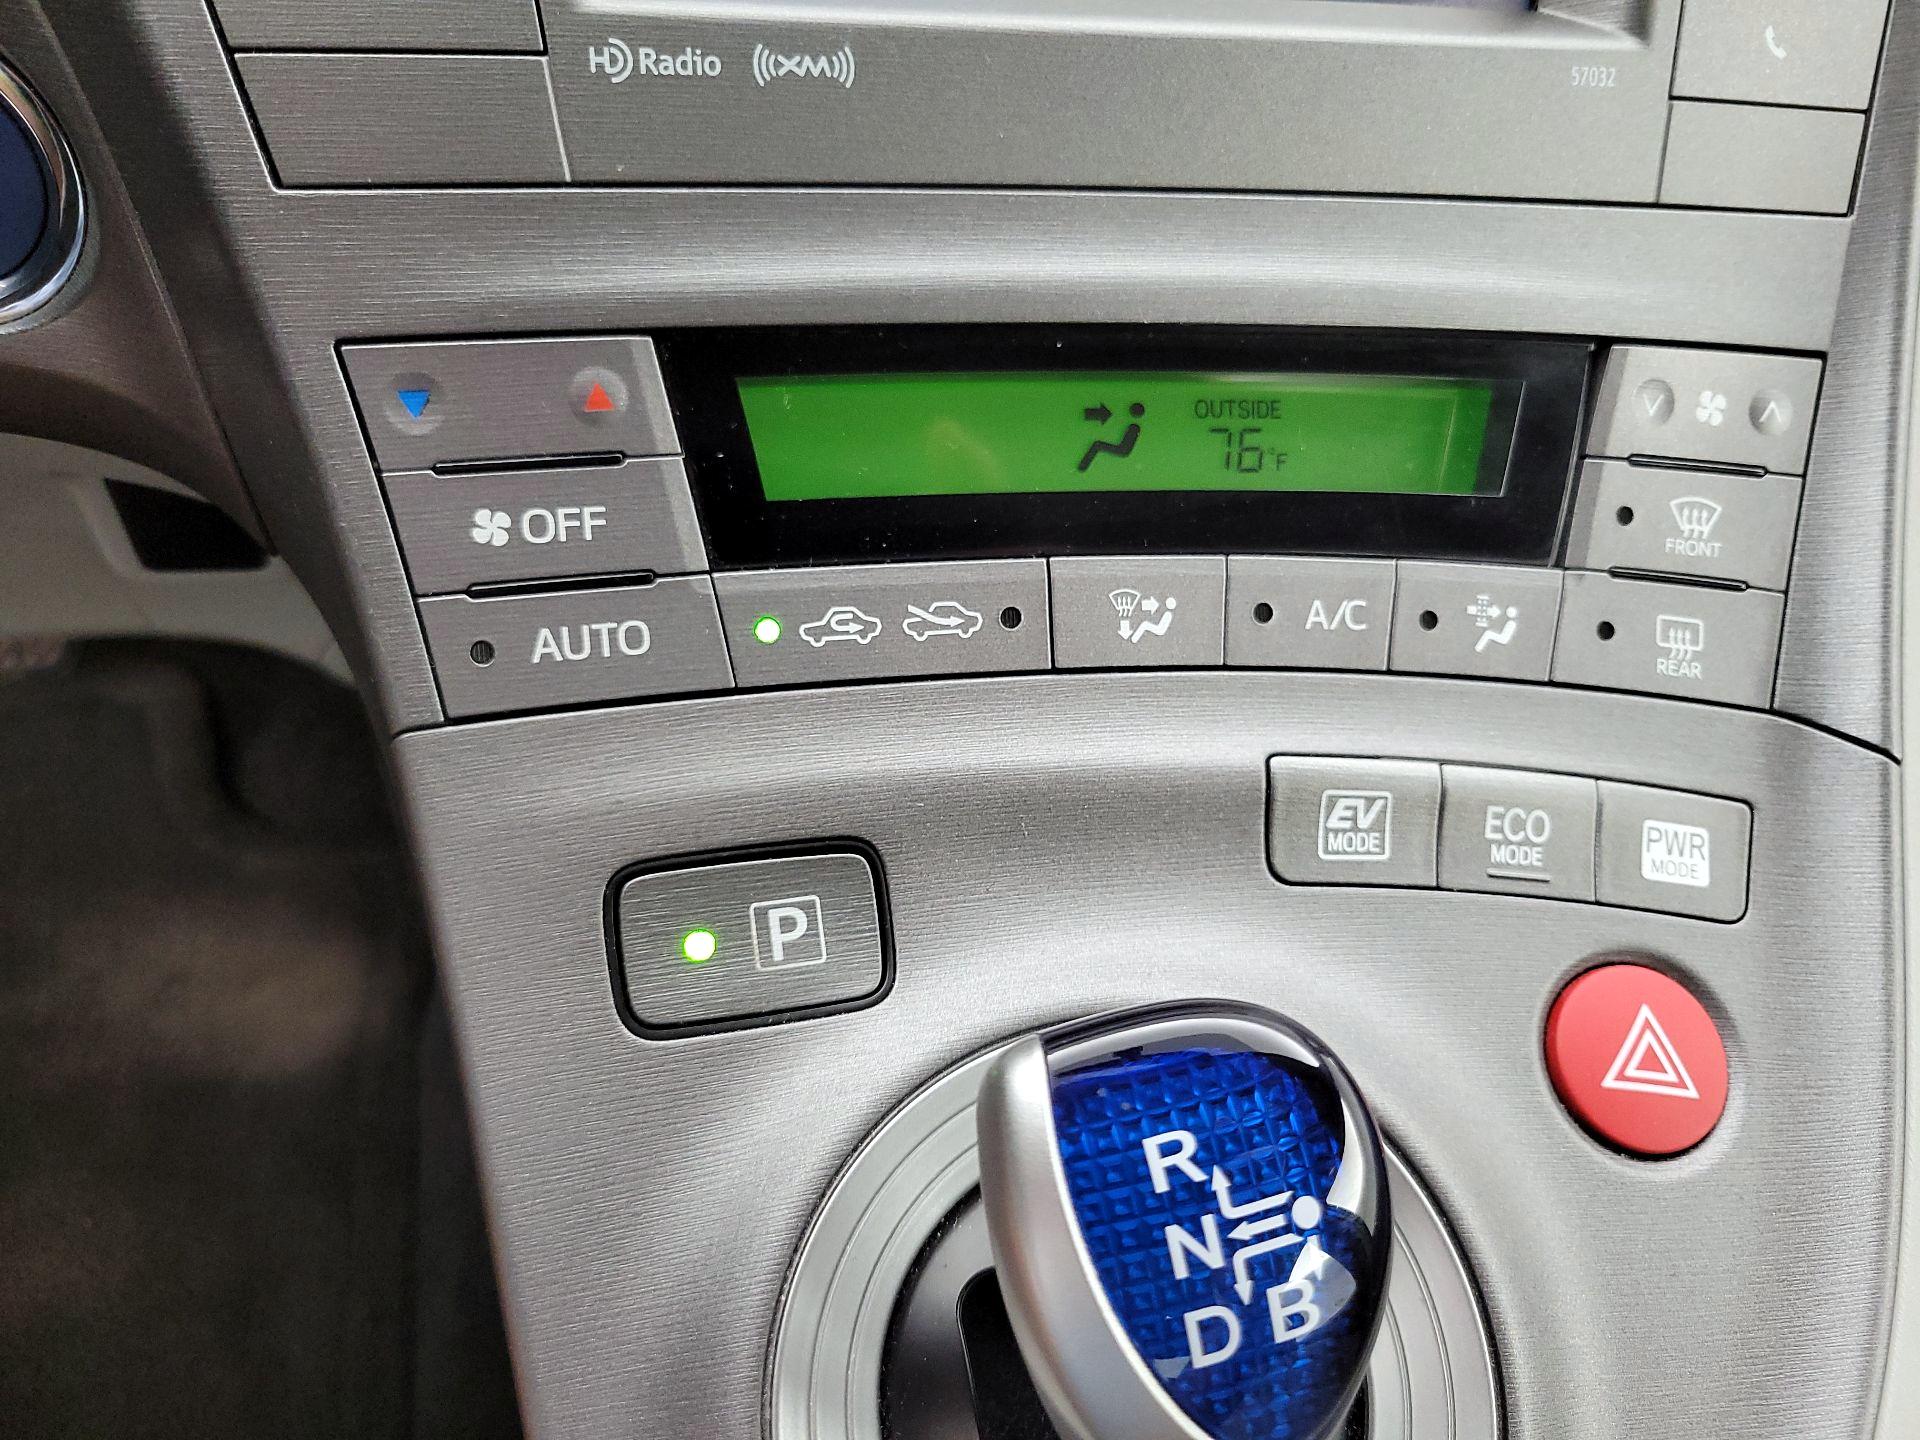 HD Radio
((XM))
57032
OUTSIDE
76°F
OFF
AUTO
A/C
FRONT
REAR
EV
MODE
ECO
MODE
PWR
MODE
P
R
N
D B